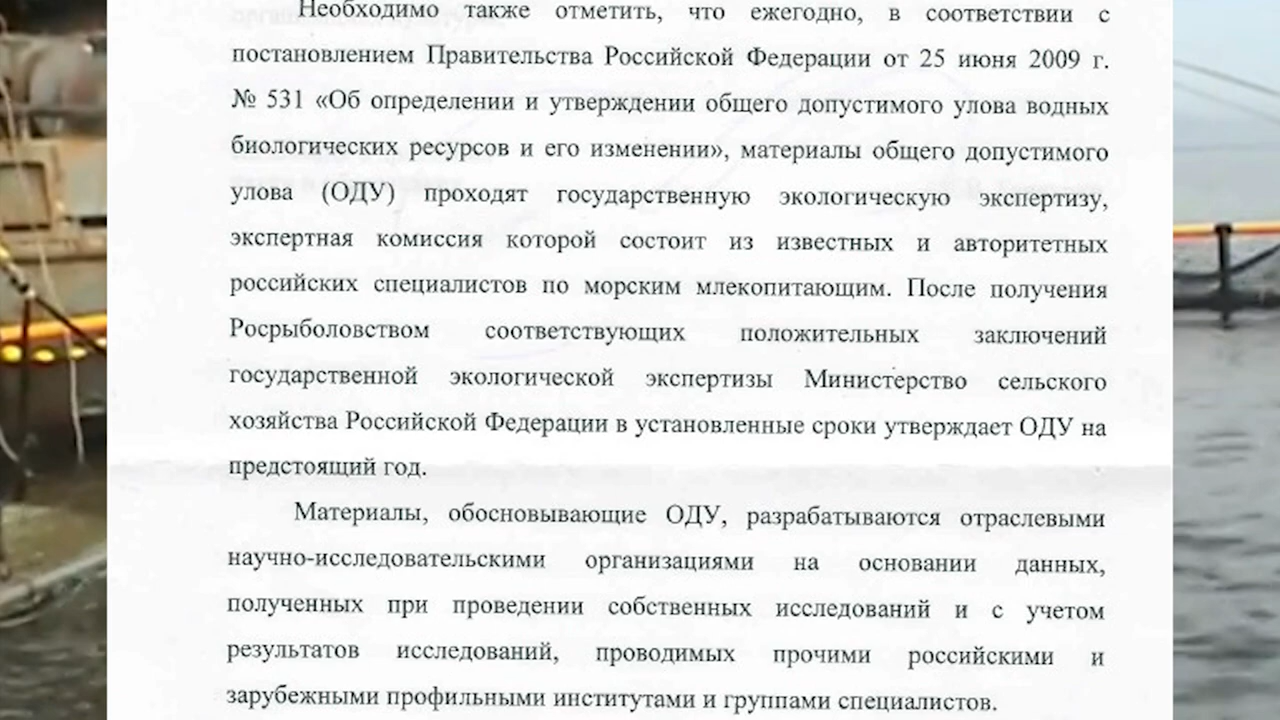 Необходимо также отметить, что ежегодно, в соответствии с
постановлением Правительства Российской Федерации от 25 июня 2009 г.
№ 531 «Об определении и утверждении общего допустимого улова водных
биологических ресурсов и его изменении», материалы общего допустимого
улова (ОДУ) проходят государственную экологическую экспертизу,
экспертная комиссия которой состоит из известных и авторитетных
российских специалистов по морским млекопитающим. После получения
Росрыболовством соответствующих положительных заключений
государственной экологической экспертизы Министерство сельского
хозяйства Российской Федерации в установленные сроки утверждает ОДУ на
предстоящий год.
Материалы, обосновывающие ОДУ, разрабатываются отраслевыми
научно-исследовательскими организациями на основании данных,
полученных при проведении собственных исследований и с учетом
результатов исследований, проводимых прочими российскими и
зарубежными профильными институтами и группами специалистов.